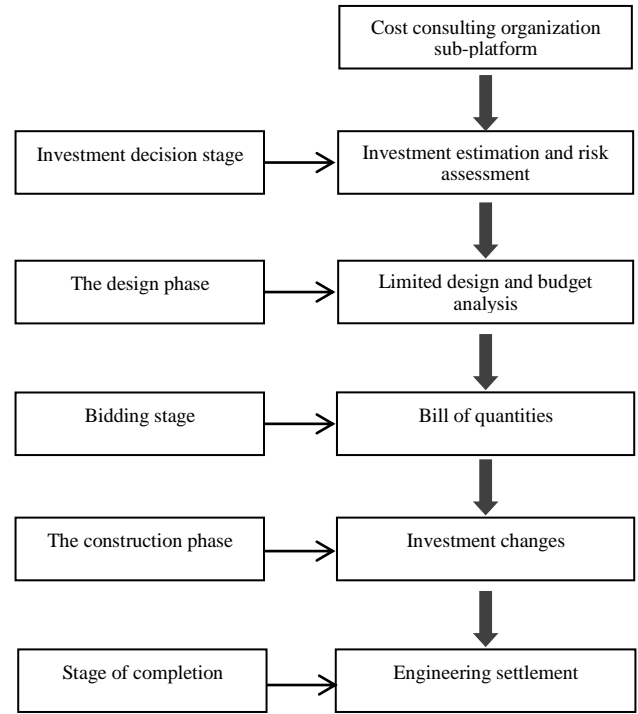 Cost consulting organization
sub-platform
Investment decision stage
Investment estimation and risk
assessment
The design phase
Limited design and budget
analysis
Bidding stage
Bill of quantities
The construction phase
Investment changes
Stage of completion
Engineering settlement